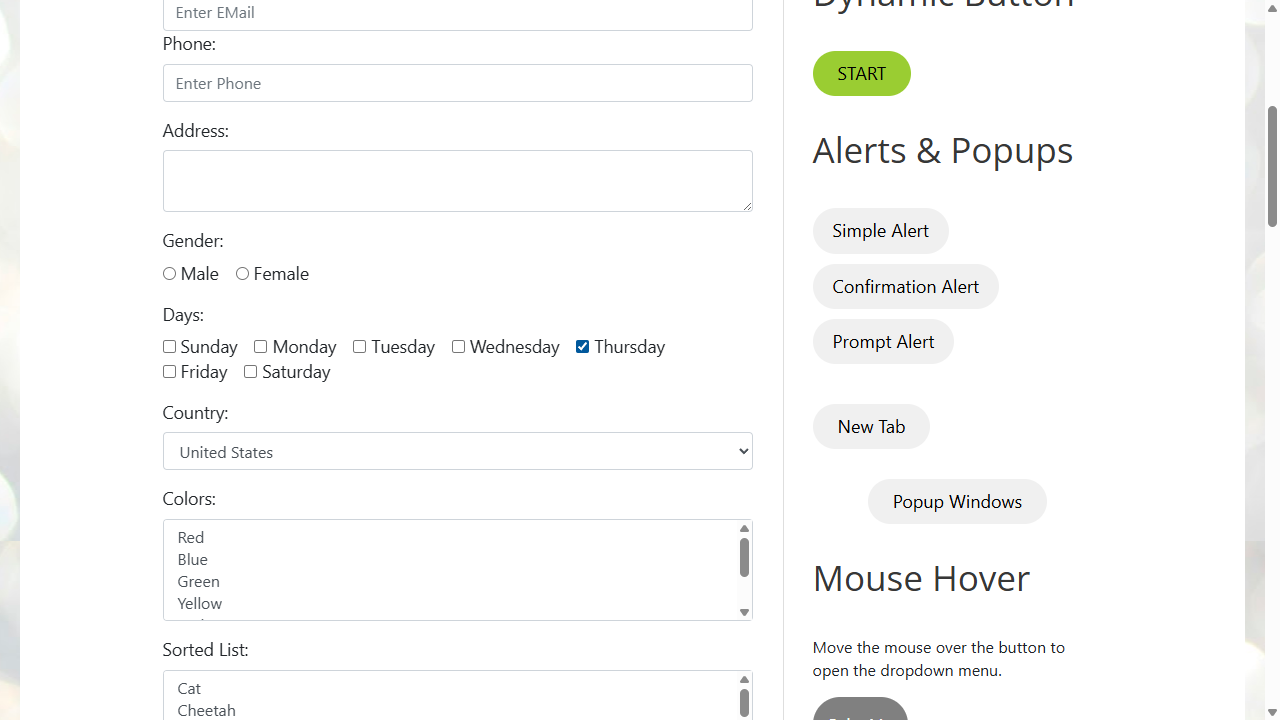 Enter EMail
Phone:
Enter Phone
Address:
Gender:
Male Female
Days:
Sunday Monday Tuesday Wednesday Thursday
Friday Saturday
Country:
United States
Colors:
Red
Blue
Green
Yellow
Sorted List:
Cat
Cheetah
Dynamic Button
START
Alerts & Popups
Simple Alert
Confirmation Alert
Prompt Alert
New Tab
Popup Windows
Mouse Hover
Move the mouse over the button to
open the dropdown menu.